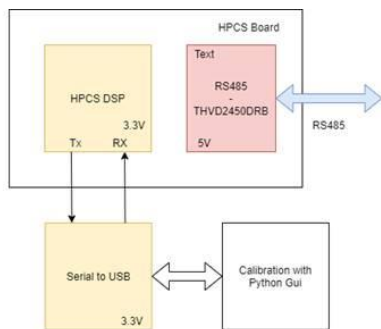 HPCS Board
Text
HPCS DSP
RS485
-
THVD2450DRB
3.3V
5V
Tx RX
RS485
Serial to USB
3.3V
Calibration with
Python Gui